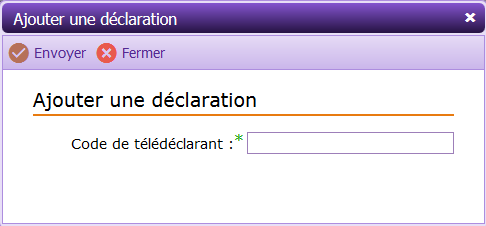 Ajouter une déclaration
Envoyer Fermer
Ajouter une déclaration
Code de télédéclarant :*